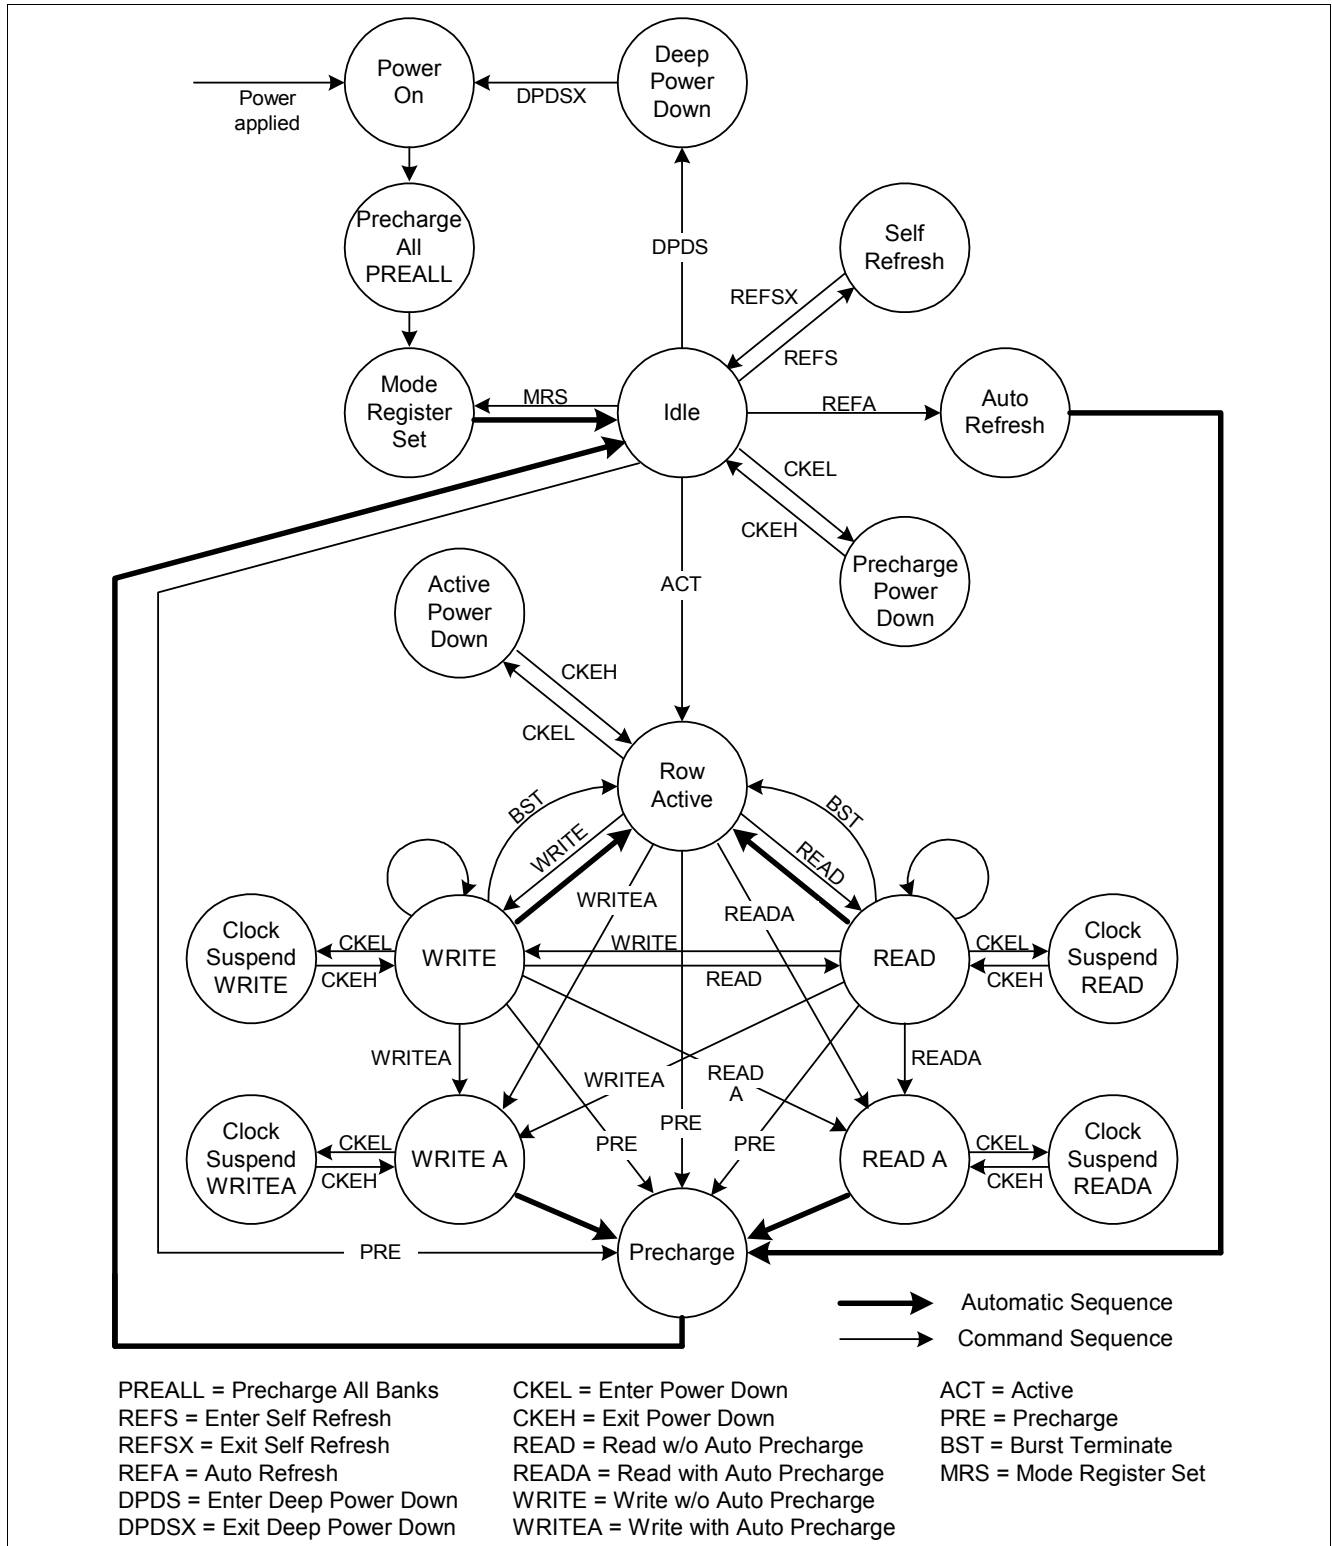 Power
On
Deep
Power
Down
Power
applied
DPDSX
Precharge
All
PREALL
DPDS
Self
Refresh
REFSX
REFS
Mode
Register
Set
MRS
Idle
REFA
Auto
Refresh
CKEL
CKEH
Precharge
Power
Down
Active
Power
Down
ACT
CKEH
CKEL
Row
Active
BST
WRITE
READ
BST
WRITEA
READA
Clock
Suspend
WRITE
CKEL
CKEH
WRITE
WRITE
READ
READ
CKEL
CKEH
Clock
Suspend
READ
WRITEA
WRITEA
READ
A
READA
Clock
Suspend
WRITEA
CKEL
CKEH
WRITE A
PRE
PRE
PRE
READ A
CKEL
CKEH
Clock
Suspend
READA
PRE
Precharge
Automatic Sequence
Command Sequence
PREALL = Precharge All Banks
REFS = Enter Self Refresh
REFSX = Exit Self Refresh
REFA = Auto Refresh
DPDS = Enter Deep Power Down
DPDSX = Exit Deep Power Down
CKEL = Enter Power Down
CKEH = Exit Power Down
READ = Read w/o Auto Precharge
READA = Read with Auto Precharge
WRITE = Write w/o Auto Precharge
WRITEA = Write with Auto Precharge
ACT = Active
PRE = Precharge
BST = Burst Terminate
MRS = Mode Register Set